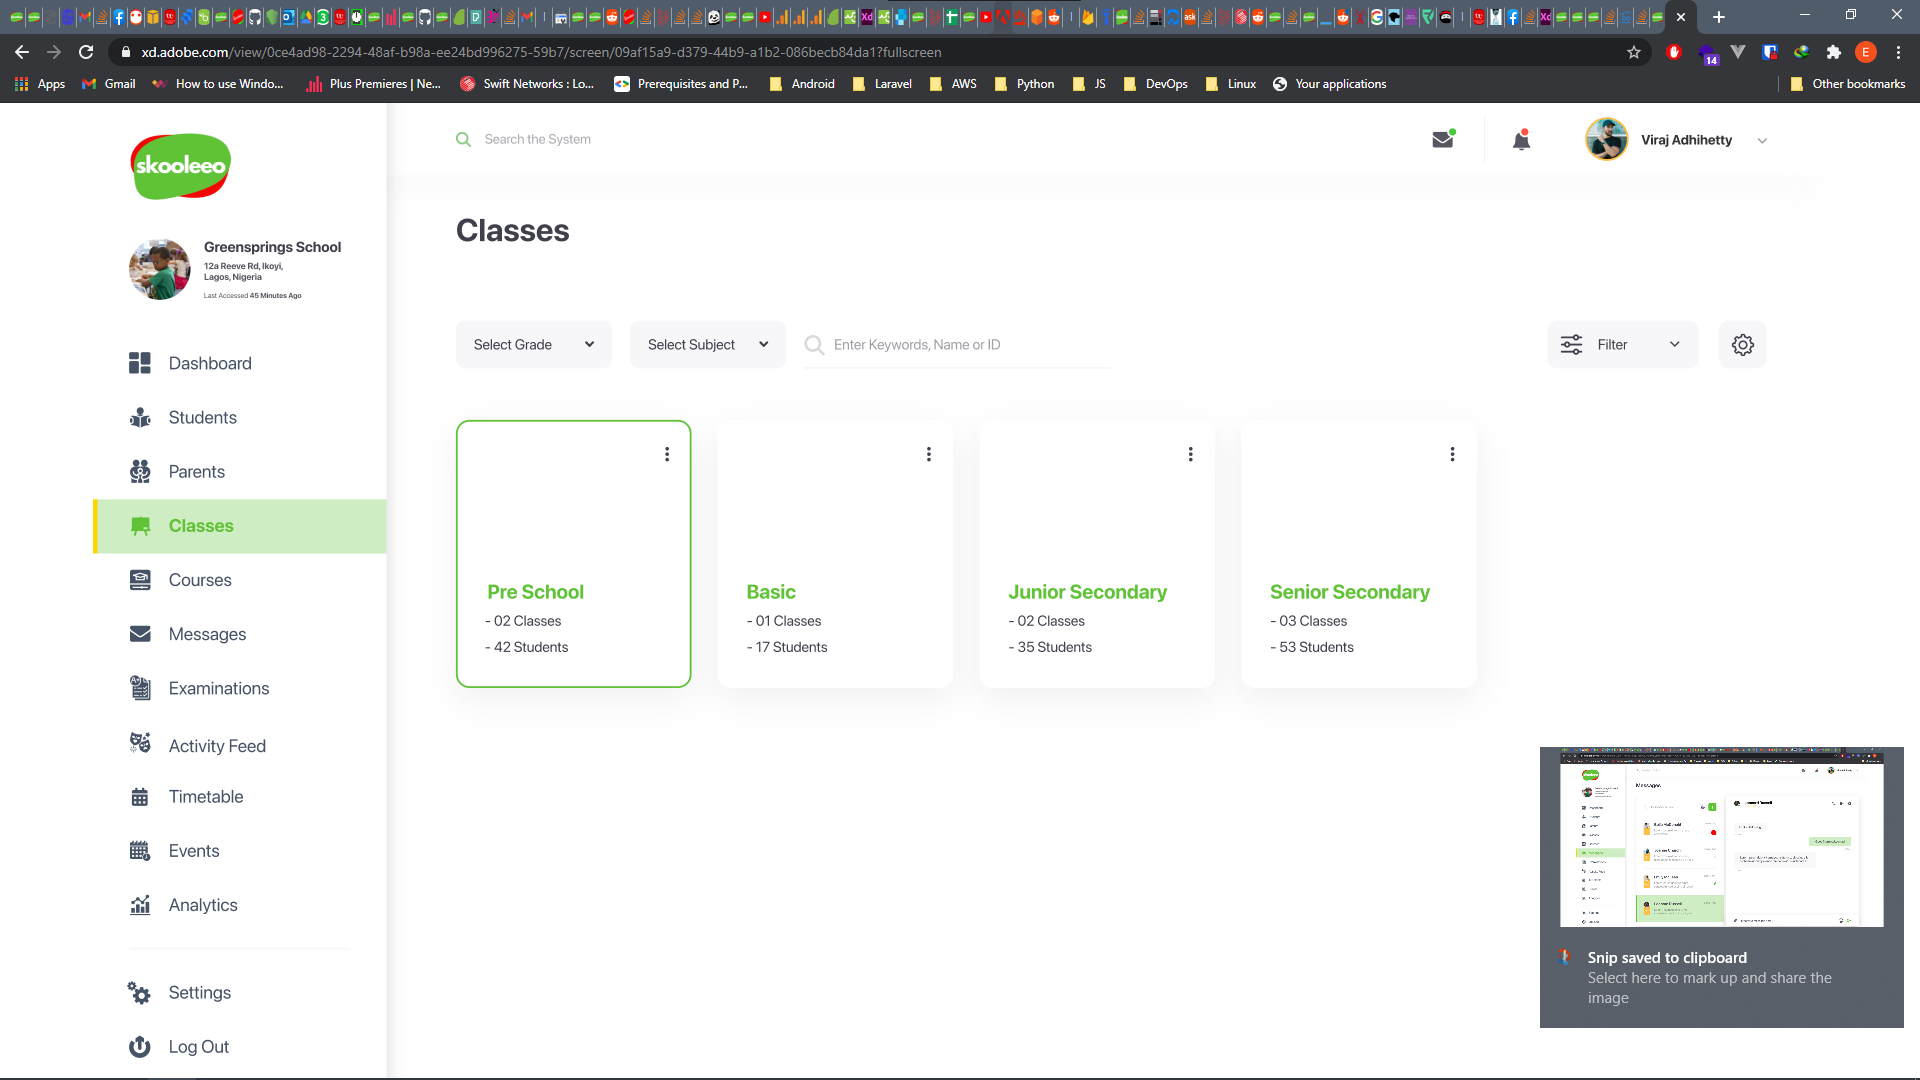 xd.adobe.com/view/0ce4ad98-2294-48af-b98a-ee24bd996275-59b7/screen/09af15a9-d379-44b9-a1b2-086becb84da1?fullscreen
14
E
Apps
Gmail
How to use Windo...
Plus Premieres | Ne...
Swift Networks : Lo...
Prerequisites and P...
Android
Laravel
AWS
Python
JS
DevOps
Linux
Your applications
Other bookmarks
skooleeo
Search the System
Viraj Adhihetty
Greensprings School
12a Reeve Rd, Ikoyi,
Lagos, Nigeria
Last Accessed 45 Minutes Ago
Dashboard
Students
Parents
Classes
Courses
Messages
Examinations
Activity Feed
Timetable
Events
Analytics
Settings
Log Out
Classes
Select Grade
Select Subject
Enter Keywords, Name or ID
Filter
Pre School
- 02 Classes
- 42 Students
Basic
- 01 Classes
- 17 Students
Junior Secondary
- 02 Classes
- 35 Students
Senior Secondary
- 03 Classes
- 53 Students
Messages
Snip saved to clipboard
Select here to mark up and share the
image